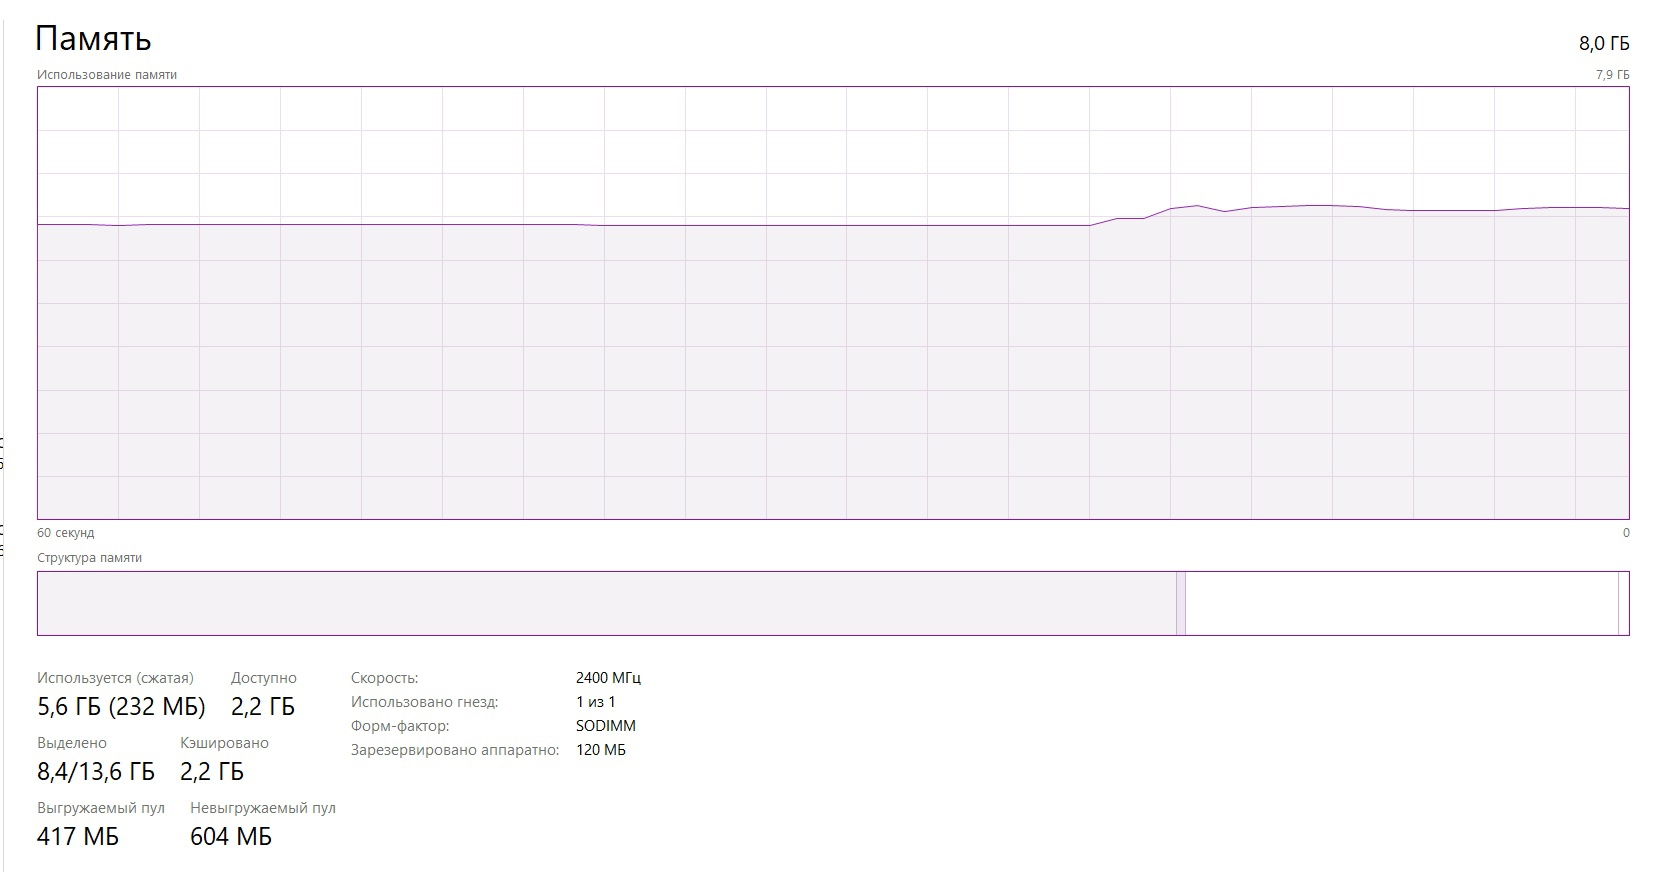 Память
8,0 ГБ
Использование памяти
7,9 ГБ
60 секунд
0
Структура памяти
Используется (сжатая)
5,6 ГБ (232 МБ)
Доступно
2,2 ГБ
Выделено
8,4/13,6 ГБ
Кэшировано
2,2 ГБ
Выгружаемый пул
417 МБ
Невыгружаемый пул
604 МБ
Скорость: 2400 МГц
Использовано гнезд: 1 из 1
Форм-фактор: SODIMM
Зарезервировано аппаратно: 120 МБ